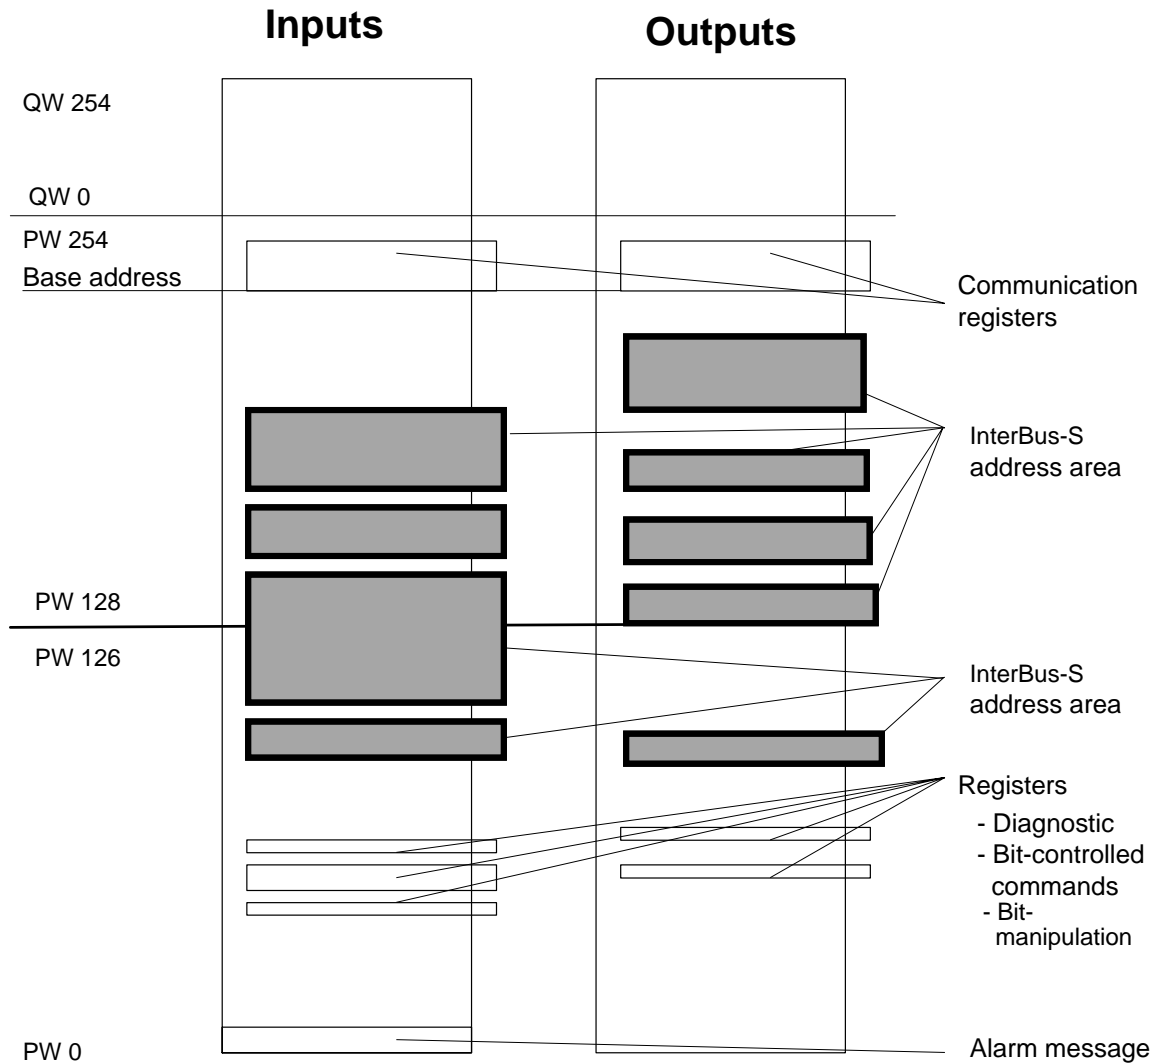 Inputs
Outputs
QW 254
QW 0
PW 254
Base address
Communication
registers
InterBus-S
address area
PW 128
PW 126
InterBus-S
address area
Registers
- Diagnostic
- Bit-controlled
commands
- Bit-
manipulation
PW 0
Alarm message